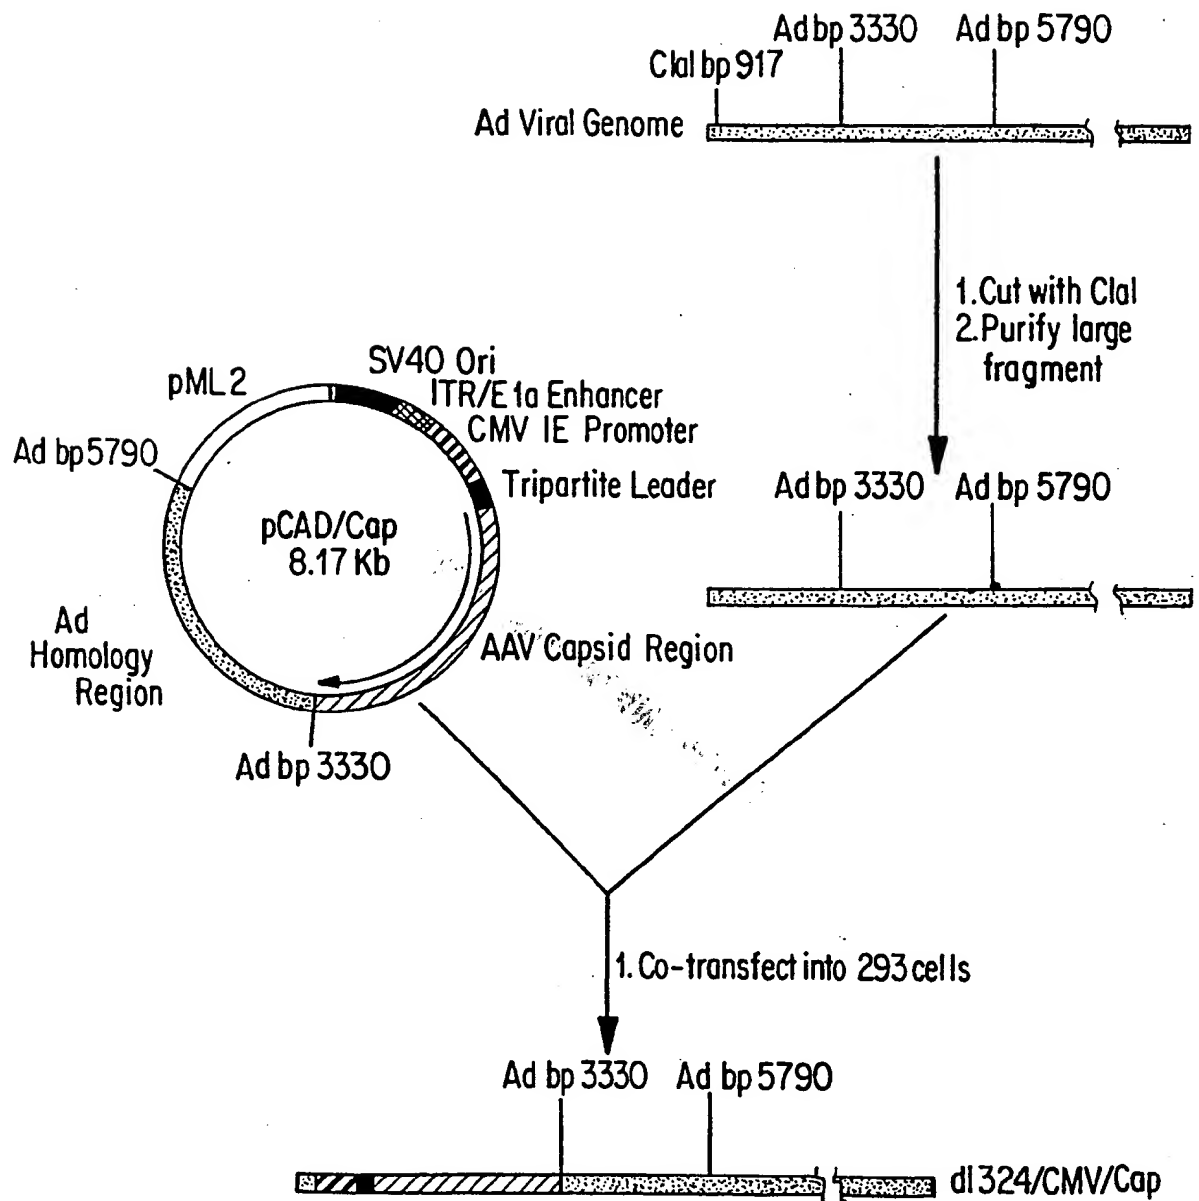 Ad bp 3330
Ad bp 5790
ClaI bp 917
Ad Viral Genome
1. Cut with ClaI
2. Purify large
fragment
SV40 Ori
pML2
ITR/E1a Enhancer
CMV IE Promoter
Ad bp 5790
Tripartite Leader
Ad bp 3330
Ad bp 5790
pCAD/Cap
8.17 Kb
Ad
Homology
Region
AAV Capsid Region
Ad bp 3330
1. Co-transfect into 293 cells
Ad bp 3330
Ad bp 5790
dl324/CMV/Cap